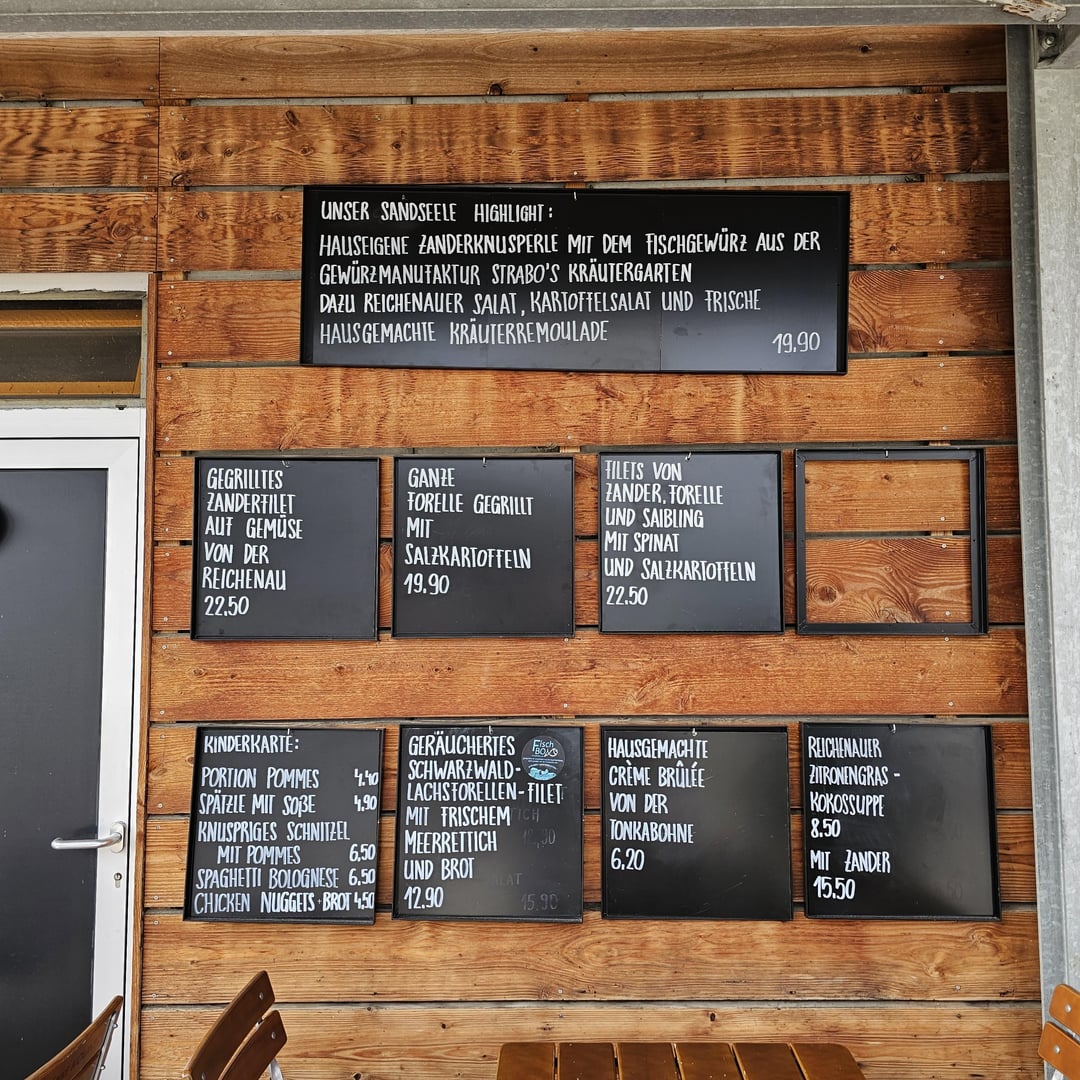 UNSER SANDSEELE HIGHLIGHT:
HAUSEIGENE ZANDERKNUSPERLE MIT DEM FISCHGEWÜRZ AUS DER
GEWÜRZMANUFAKTUR STRABO'S KRÄUTERGARTEN
DAZU REICHENAUER SALAT, KARTOFFELSALAT UND FRISCHE
HAUSGEMACHTE KRÄUTERREMOULADE
19,90
GEGRILLTES
ZANDERFILET
AUF GEMÜSE
VON DER
REICHENAU
22,50
GANZE
FORELLE GEGRILLT
MIT
SALZKARTOFFELN
19,90
FILETS VON
ZANDER, FORELLE
UND SAIBLING
MIT SPINAT
UND SALZKARTOFFELN
22,50
KINDERKARTE:
PORTION POMMES 4,40
SPÄTZLE MIT SOßE 4,90
KNUSPRIGES SCHNITZEL
MIT POMMES 6,50
SPAGHETTI BOLOGNESE 6,50
CHICKEN NUGGETS + BROT 4,50
GERÄUCHERTES
SCHWARZWALD-
LACHSFORELLEN-FILET
MIT FRISCHEM
MEERRETTICH
UND BROT
12,90
15,90
Fisch
BOX
HAUSGEMACHTE
CRÈME BRÛLÉE
VON DER
TONKABOHNE
6,20
REICHENAUER
ZITRONENGRAS-
KOKOSSUPPE
8.50
MIT ZANDER
15.50